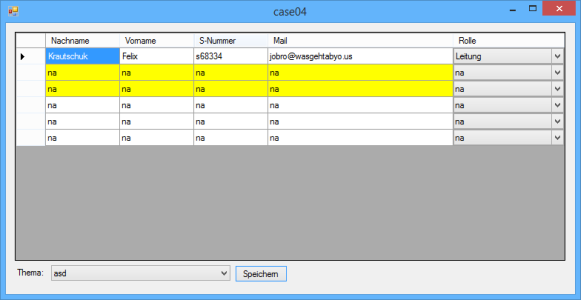 case04
Nachname Vorname S-Nummer Mail Rolle
Krautschuk Felix s68334 jobro@wasgehtabyo.us Leitung
na na na na na
na na na na na
na na na na na
na na na na na
na na na na na
Thema: asd Speichern